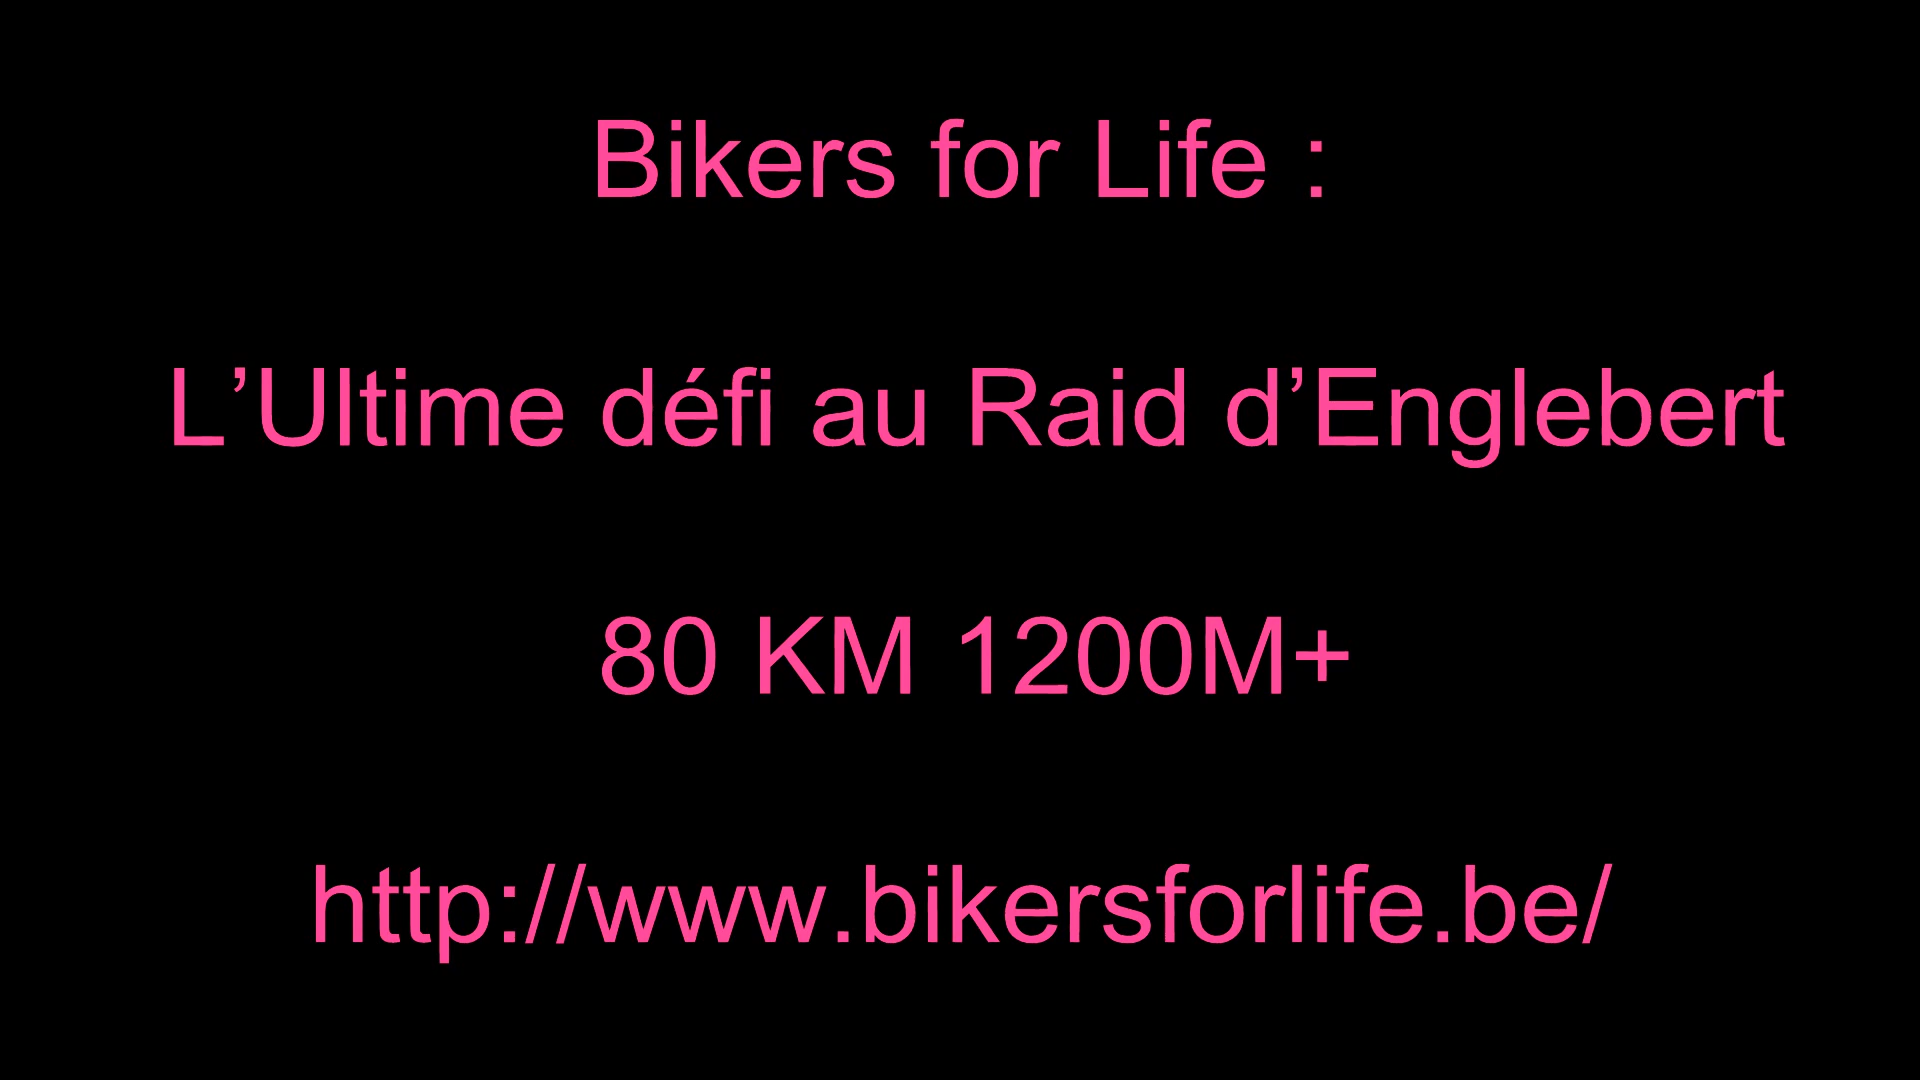 Bikers for Life :
L’Ultime défi au Raid d’Englebert
80 KM 1200M+
http://www.bikersforlife.be/